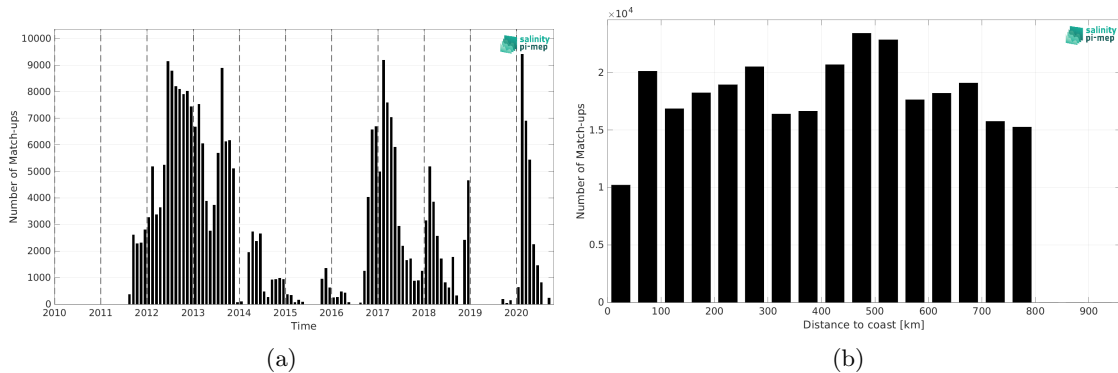 10000
9000
8000
7000
6000
5000
4000
3000
2000
1000
0
Number of Match-ups
2010 2011 2012 2013 2014 2015 2016 2017 2018 2019 2020
Time
salinity
pi-mep
(a)
×10⁴
2
1.5
1
0.5
0
Number of Match-ups
0 100 200 300 400 500 600 700 800 900
Distance to coast [km]
salinity
pi-mep
(b)